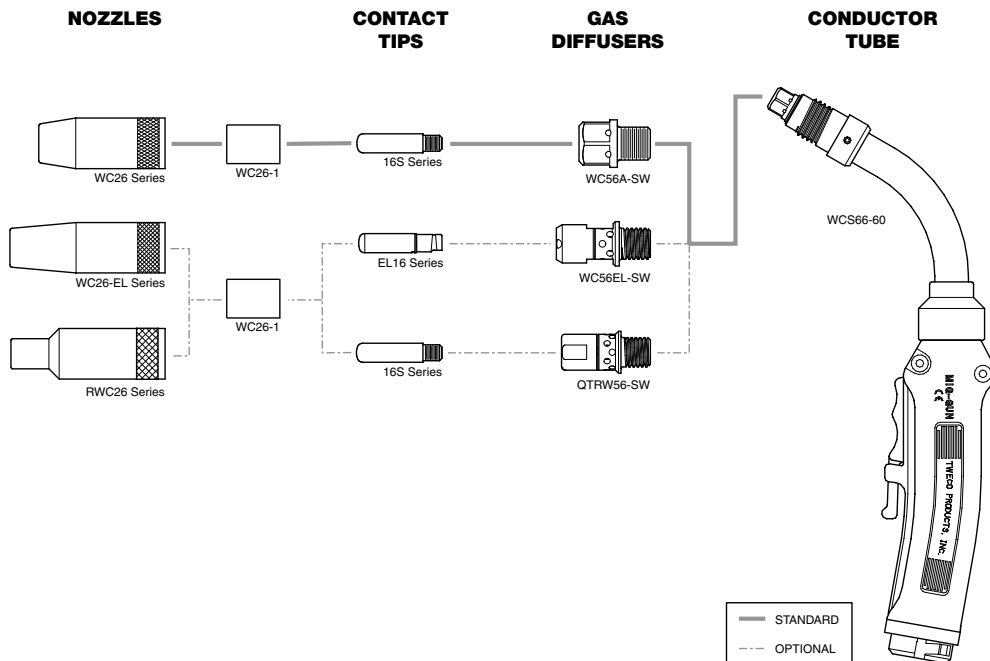 NOZZLES
CONTACT
TIPS
GAS
DIFFUSERS
CONDUCTOR
TUBE
WC26 Series
WC26-1
16S Series
WC56A-SW
WCS66-60
WC26-EL Series
WC26-1
EL16 Series
WC56EL-SW
RWC26 Series
16S Series
QTRW56-SW
MIG-GUN
CE
TWECO PRODUCTS, INC.
STANDARD
OPTIONAL